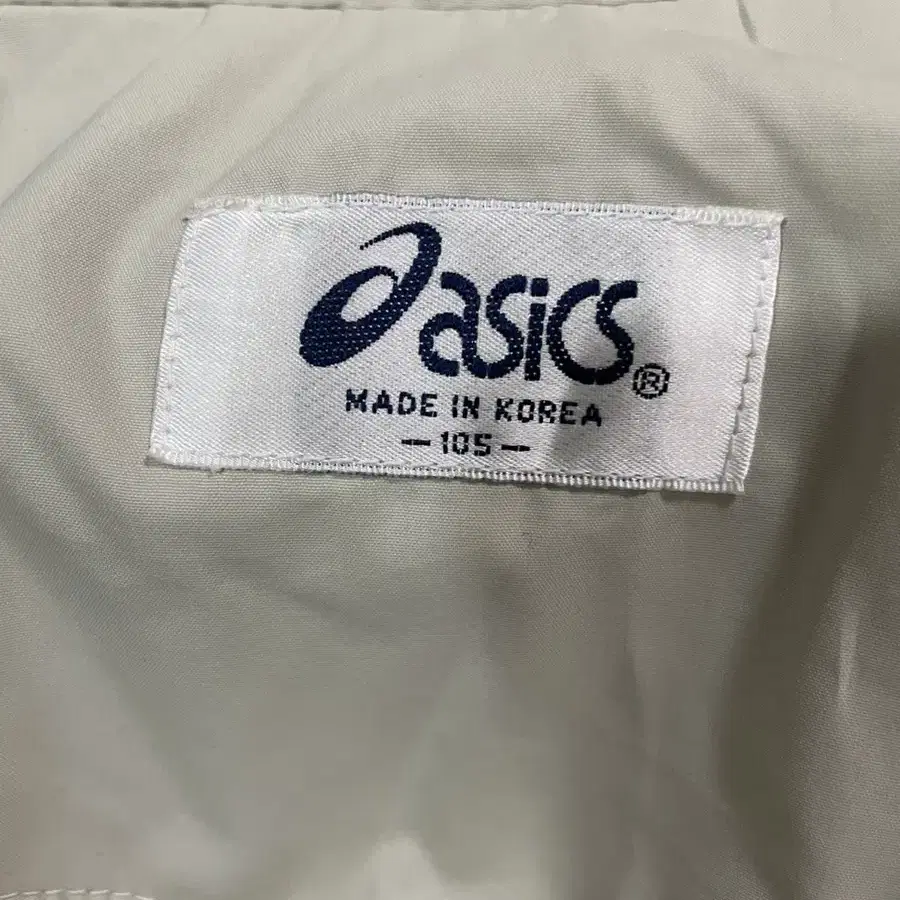 asics®
MADE IN KOREA
—105—